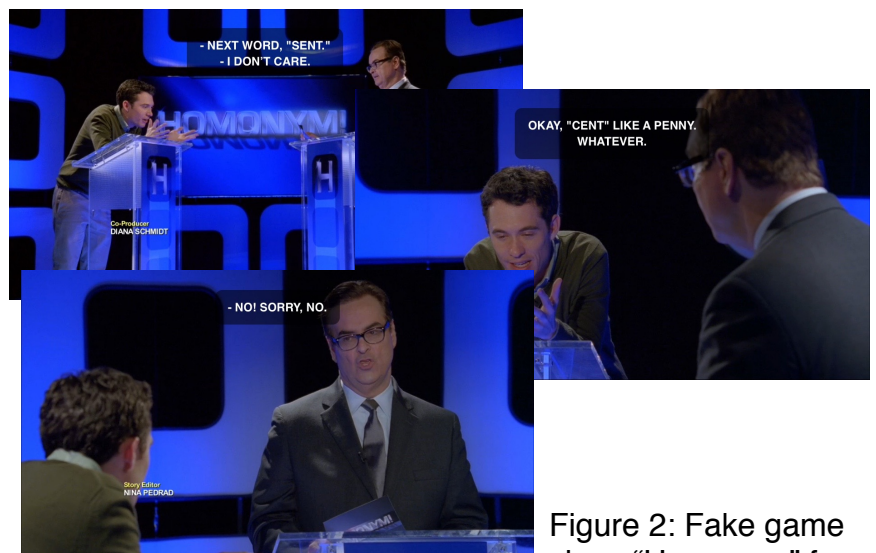 - NEXT WORD, "SENT."
- I DON'T CARE.
HOMONYM!
H
H
Co-Producer
DIANA SCHMIDT
OKAY, "CENT" LIKE A PENNY.
WHATEVER.
- NO! SORRY, NO.
Story Editor
NINA PEDRAD
Figure 2: Fake game